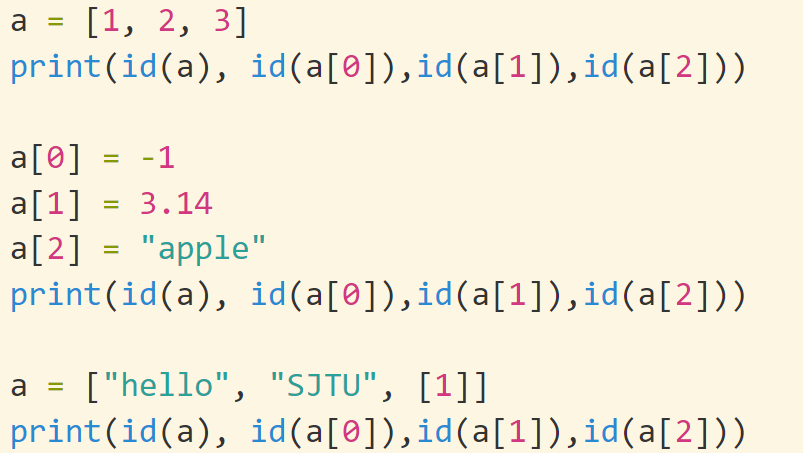 a = [1, 2, 3]
print(id(a), id(a[0]),id(a[1]),id(a[2]))
a[0] = -1
a[1] = 3.14
a[2] = "apple"
print(id(a), id(a[0]),id(a[1]),id(a[2]))
a = ["hello", "SJTU", [1]]
print(id(a), id(a[0]),id(a[1]),id(a[2]))